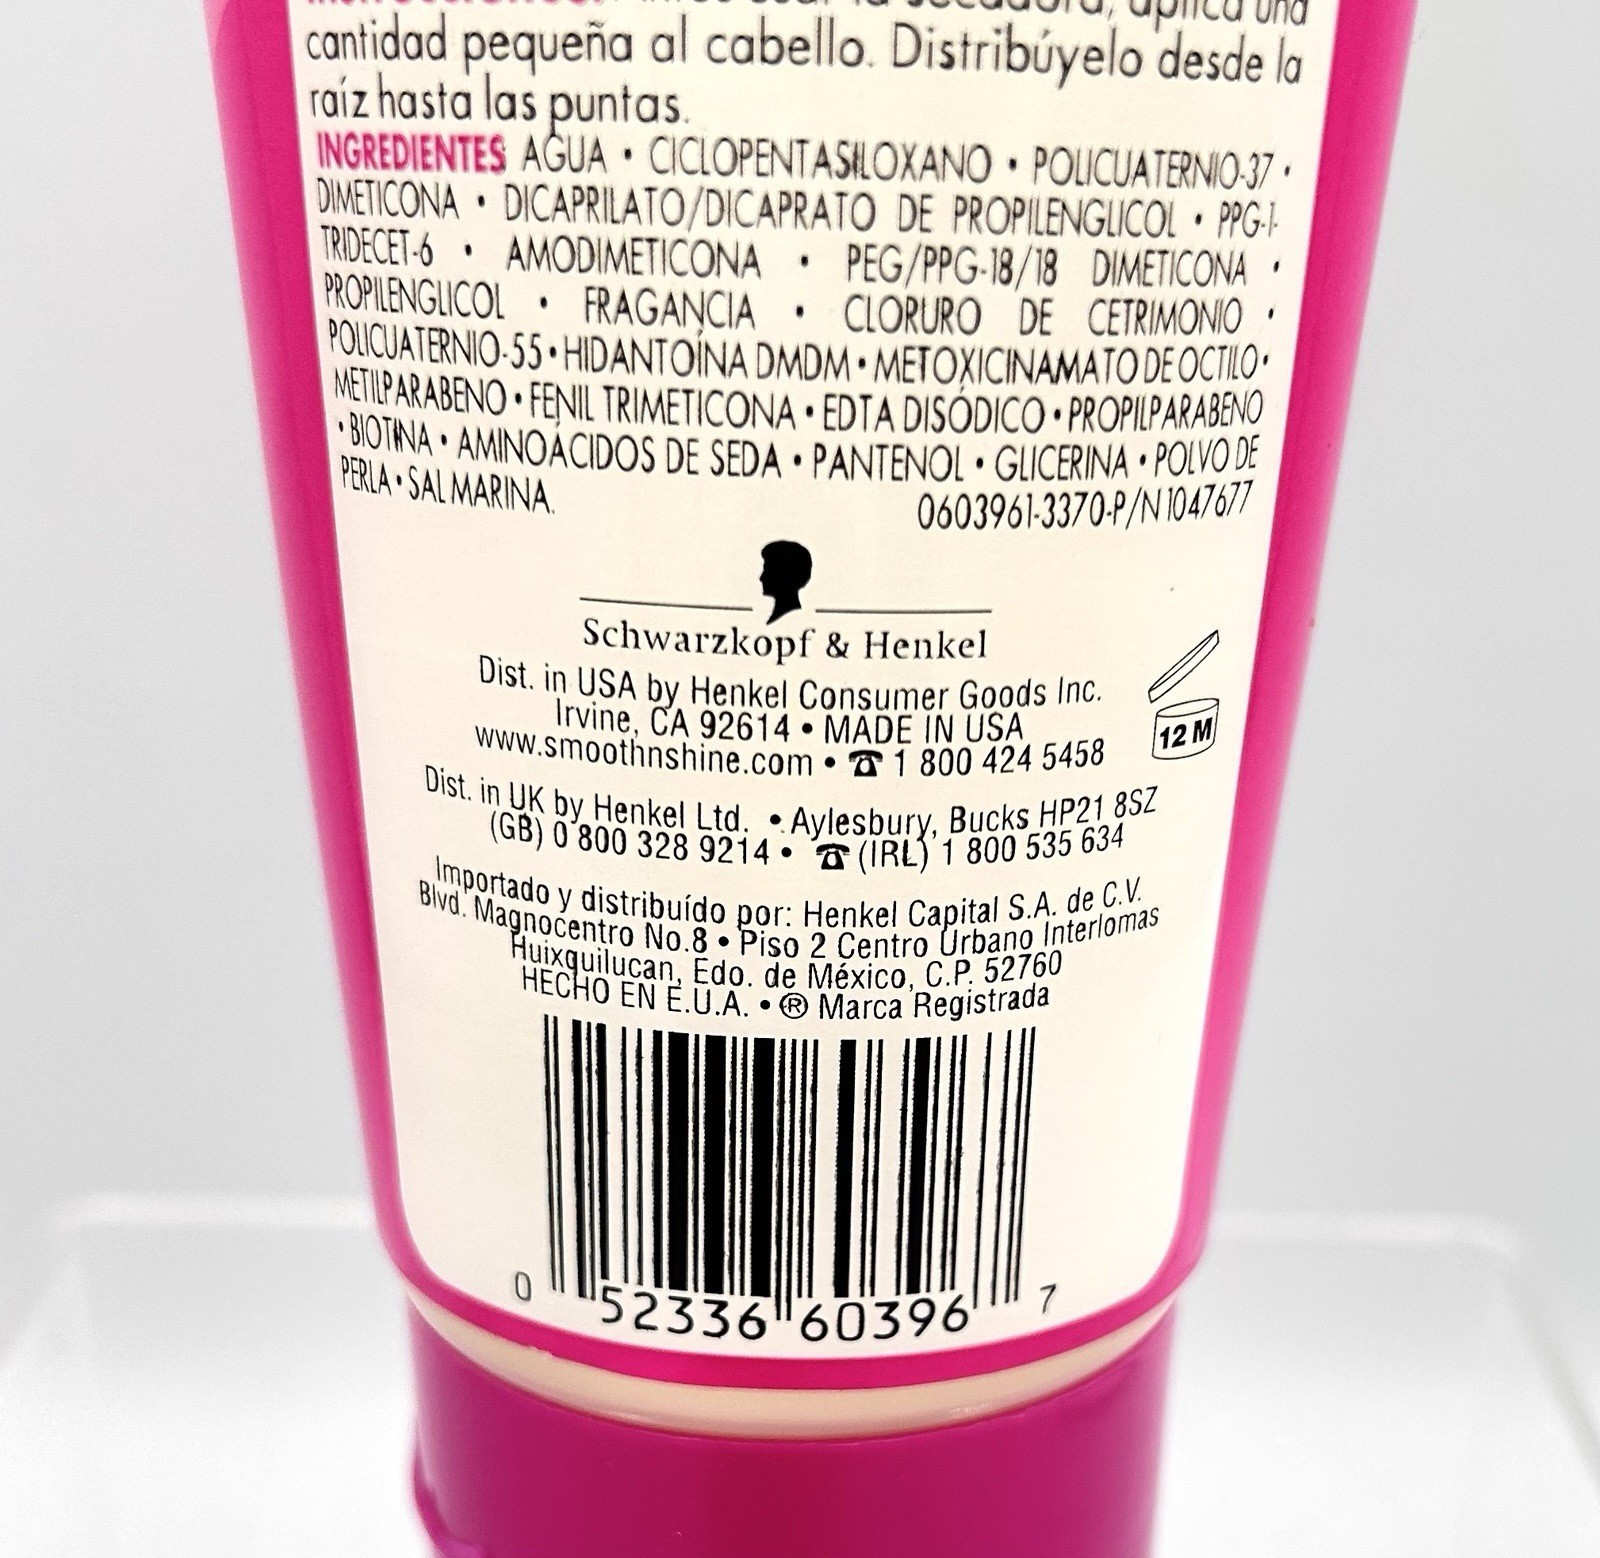 aplica una
cantidad pequeña al cabello. Distribúyelo desde la
raíz hasta las puntas.
INGREDIENTES AGUA • CICLOPENTASILOXANO • POLICUATERNIO-37 •
DIMETICONA • DICAPRILATO/DICAPRATO DE PROPILENGLICOL • PPG-1-
TRIDECET-6 • AMODIMETICONA • PEG/PPG-18/18 DIMETICONA •
PROPILENGLICOL • FRAGANCIA • CLORURO DE CETRIMONIO •
POLICUATERNIO-55 • HIDANTOÍNA DMDM • METOXICINAMATO DE OCTILO •
METILPARABENO • FENIL TRIMETICONA • EDTA DISÓDICO • PROPILPARABENO
• BIOTINA • AMINOÁCIDOS DE SEDA • PANTENOL • GLICERINA • POLVO DE
PERLA • SAL MARINA. 0603961-3370-P/N 1047677
Schwarzkopf & Henkel
Dist. in USA by Henkel Consumer Goods Inc.
Irvine, CA 92614 • MADE IN USA
www.smoothnshine.com • ☎ 1 800 424 5458
12 M
Dist. in UK by Henkel Ltd. • Aylesbury, Bucks HP21 8SZ
(GB) 0 800 328 9214 • ☎ (IRL) 1 800 535 634
Importado y distribuído por: Henkel Capital S.A. de C.V.
Blvd. Magnocentro No.8 • Piso 2 Centro Urbano Interlomas
Huixquilucan, Edo. de México, C.P. 52760
HECHO EN E.U.A. • ® Marca Registrada
0 52336 60396 7